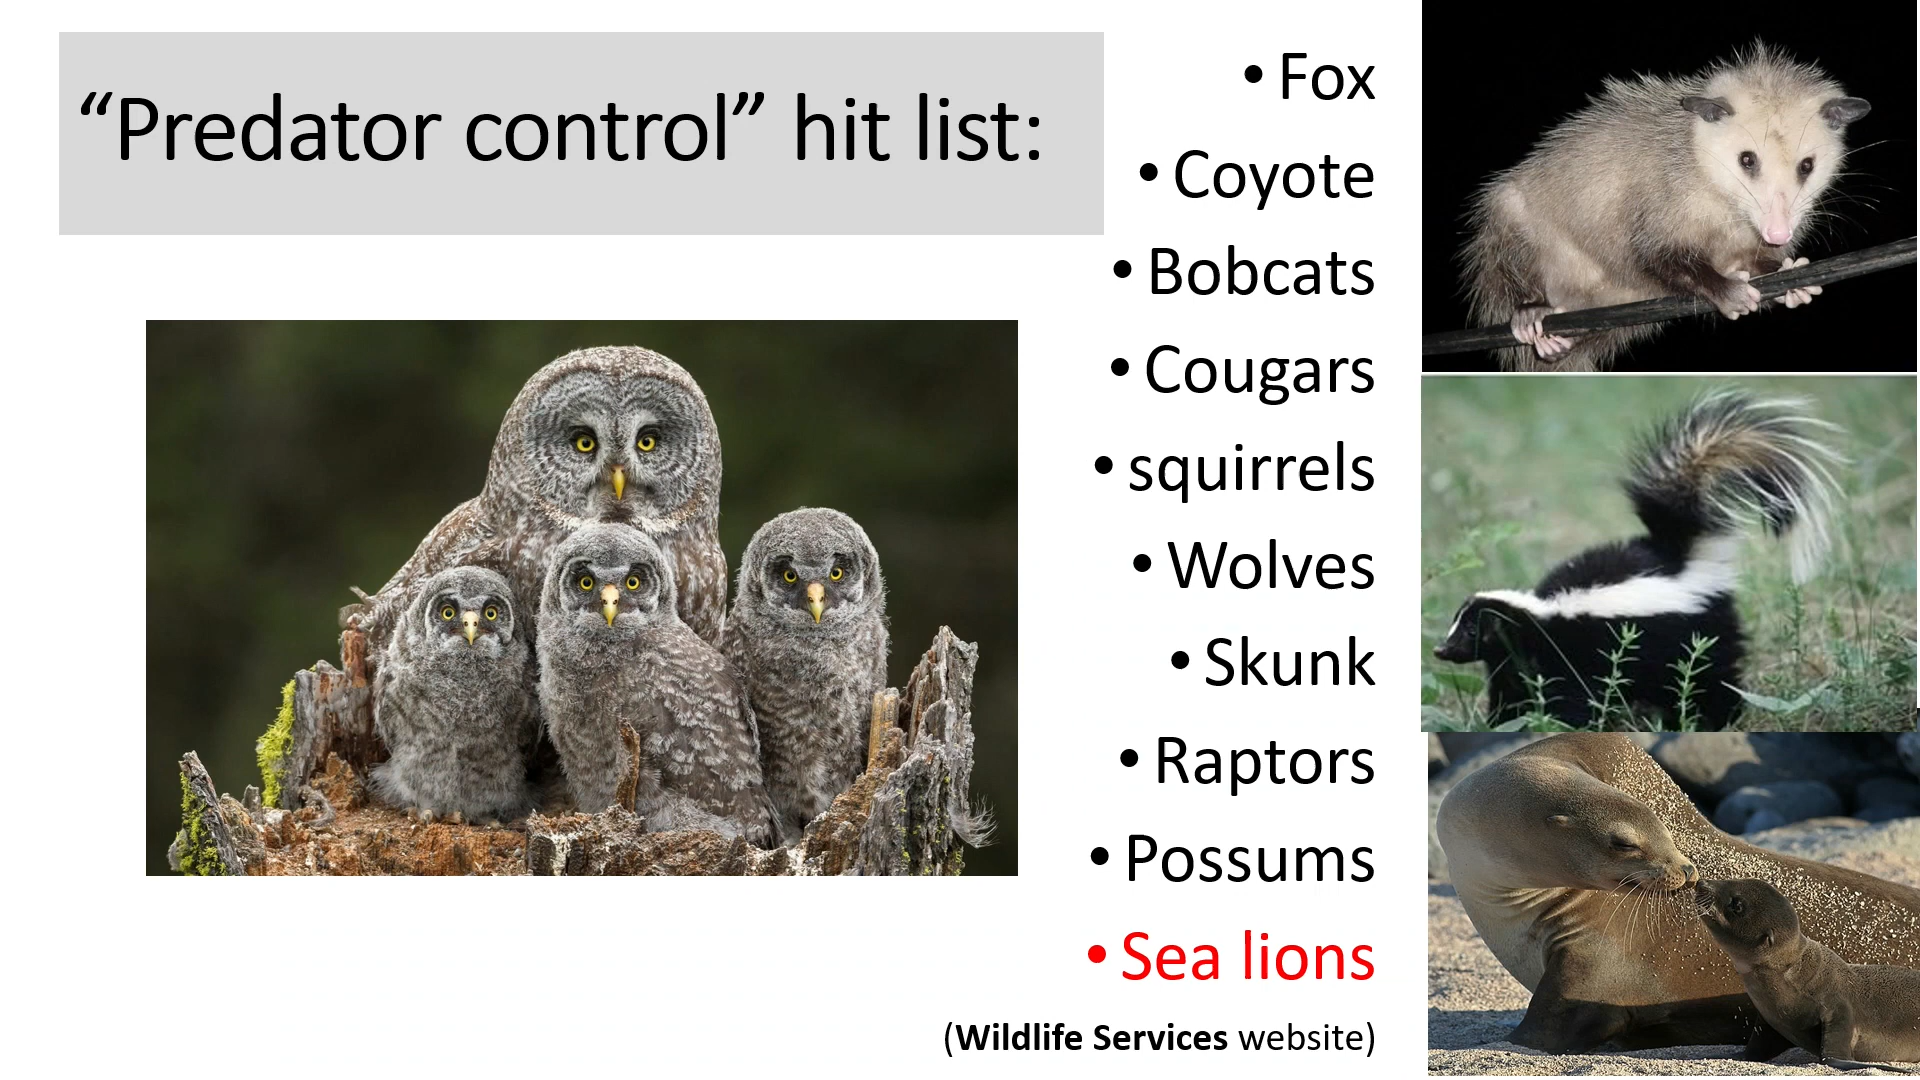 “Predator control” hit list:
• Fox
• Coyote
• Bobcats
• Cougars
• squirrels
• Wolves
• Skunk
• Raptors
• Possums
• Sea lions
(Wildlife Services website)